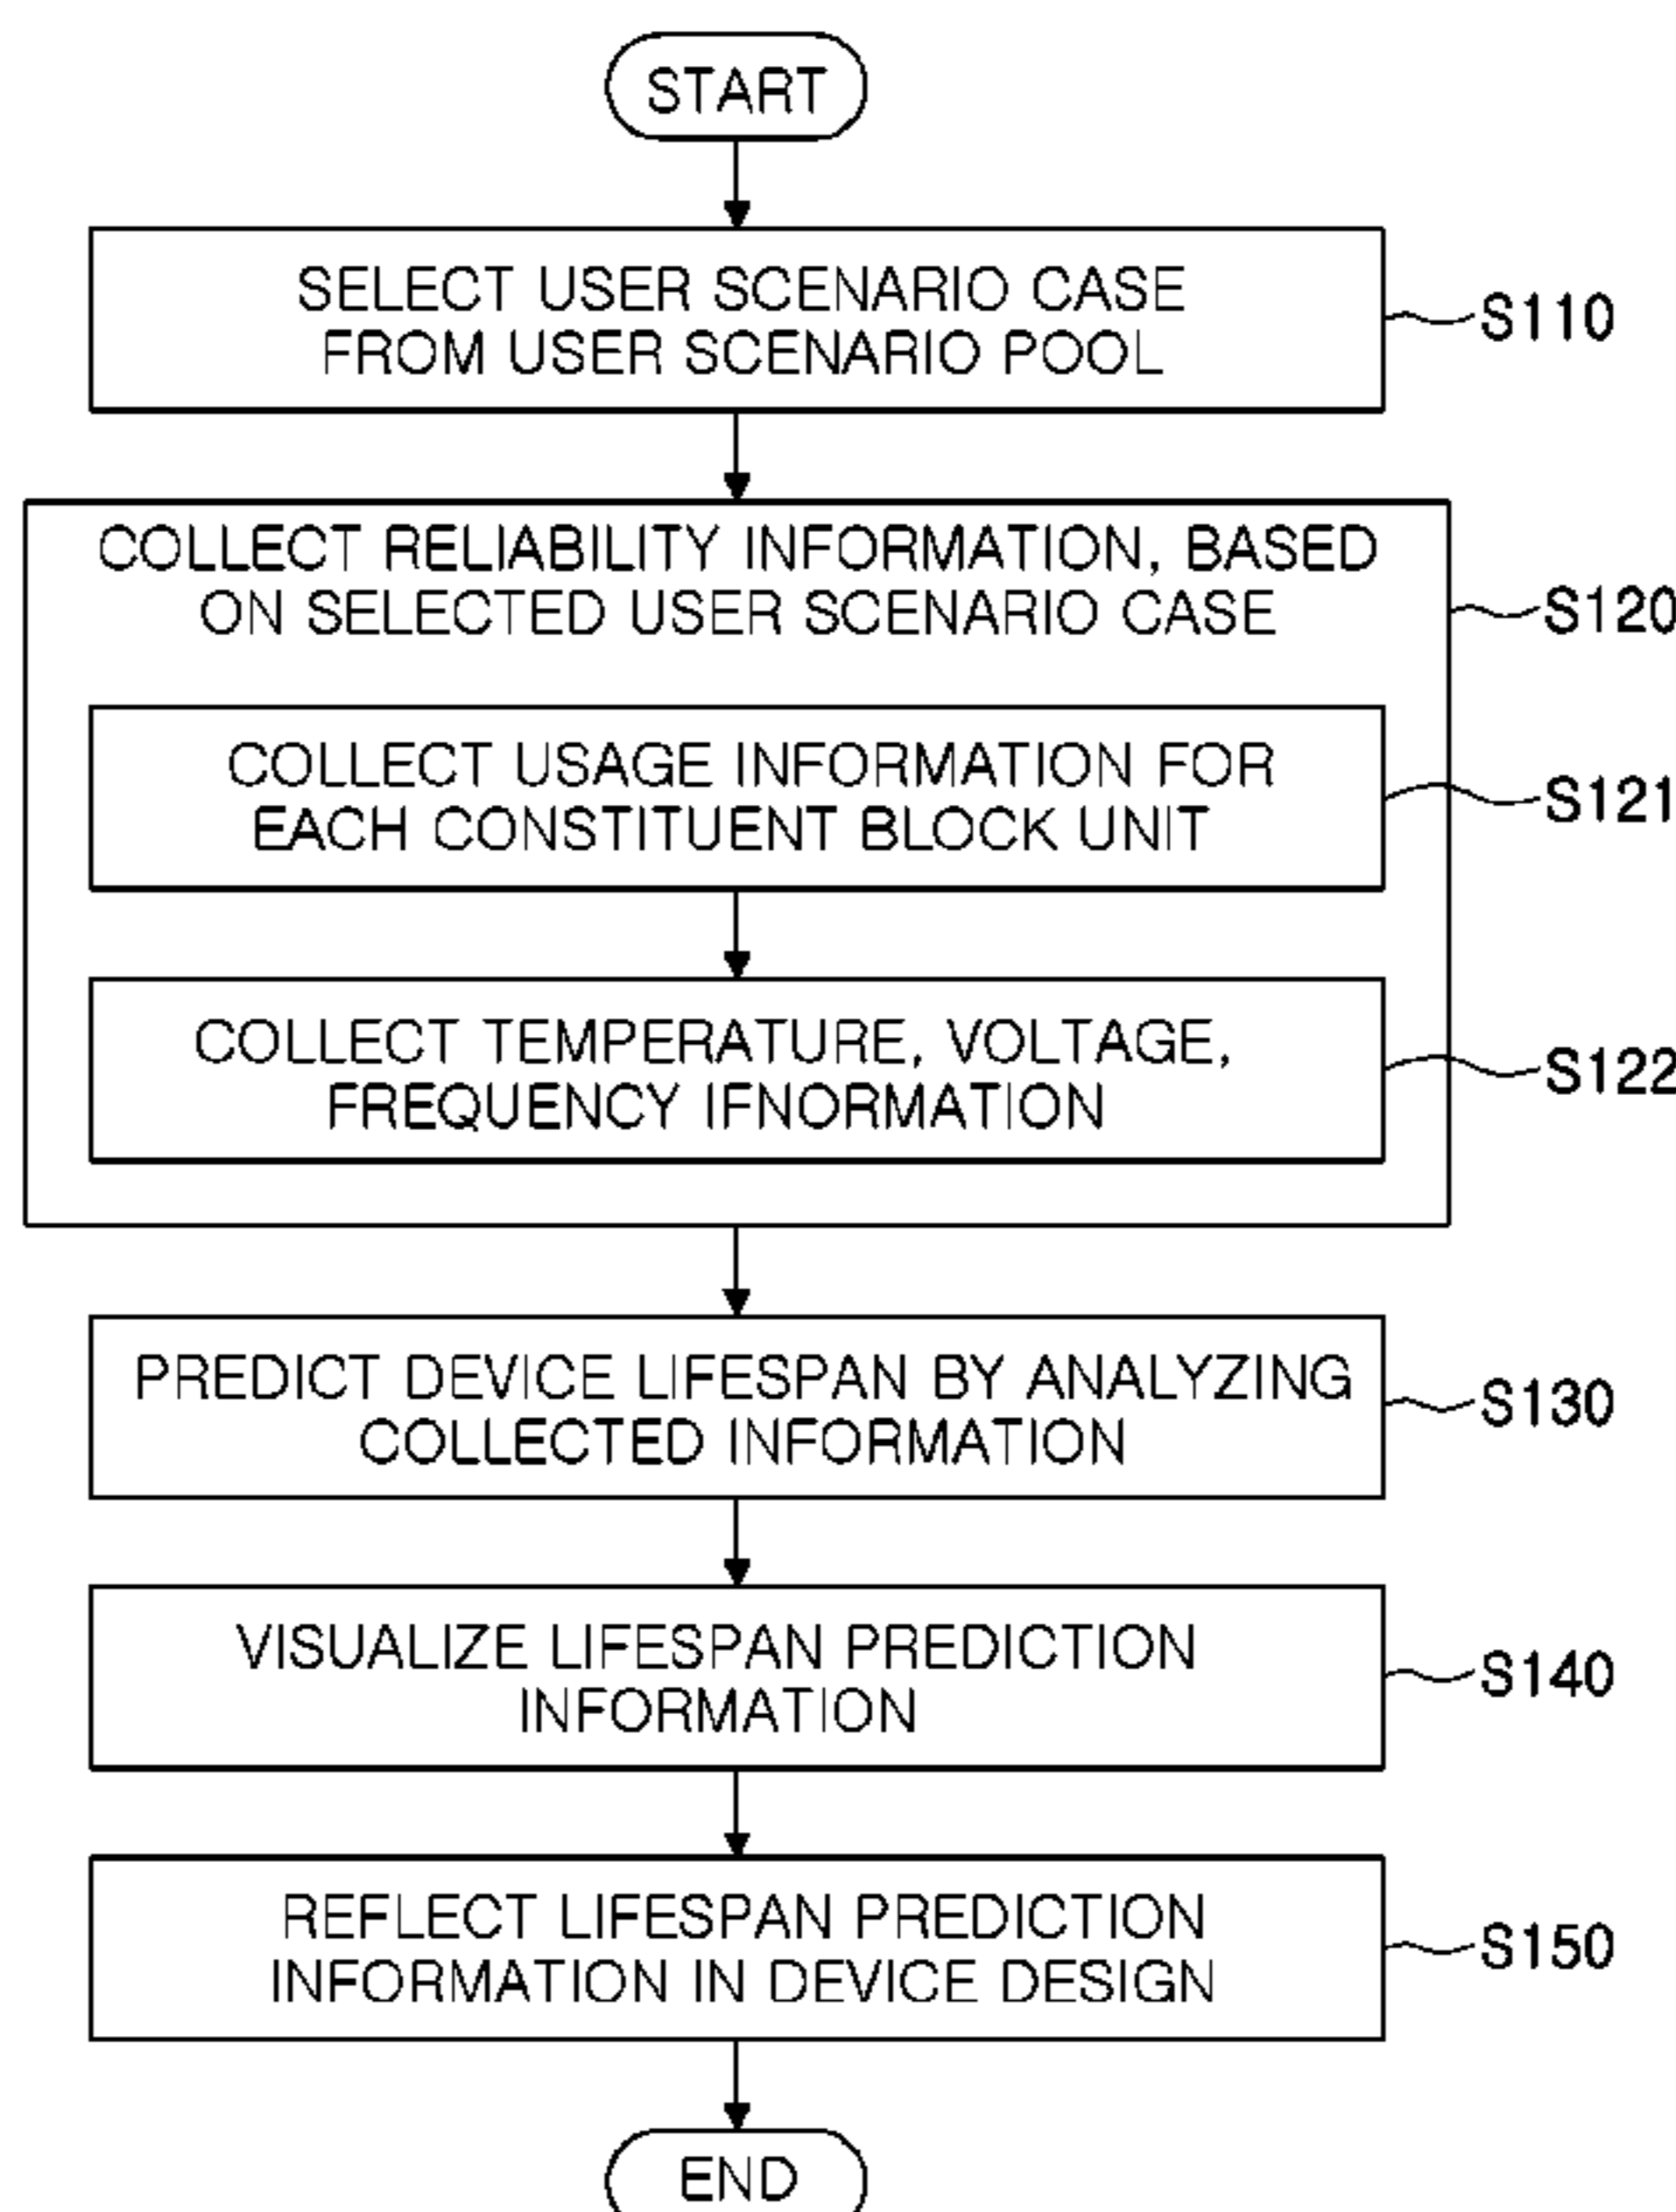 START
SELECT USER SCENARIO CASE
FROM USER SCENARIO POOL
S110
COLLECT RELIABILITY INFORMATION, BASED
ON SELECTED USER SCENARIO CASE
S120
COLLECT USAGE INFORMATION FOR
EACH CONSTITUENT BLOCK UNIT
S121
COLLECT TEMPERATURE, VOLTAGE,
FREQUENCY IFNORMATION
S122
PREDICT DEVICE LIFESPAN BY ANALYZING
COLLECTED INFORMATION
S130
VISUALIZE LIFESPAN PREDICTION
INFORMATION
S140
REFLECT LIFESPAN PREDICTION
INFORMATION IN DEVICE DESIGN
S150
END